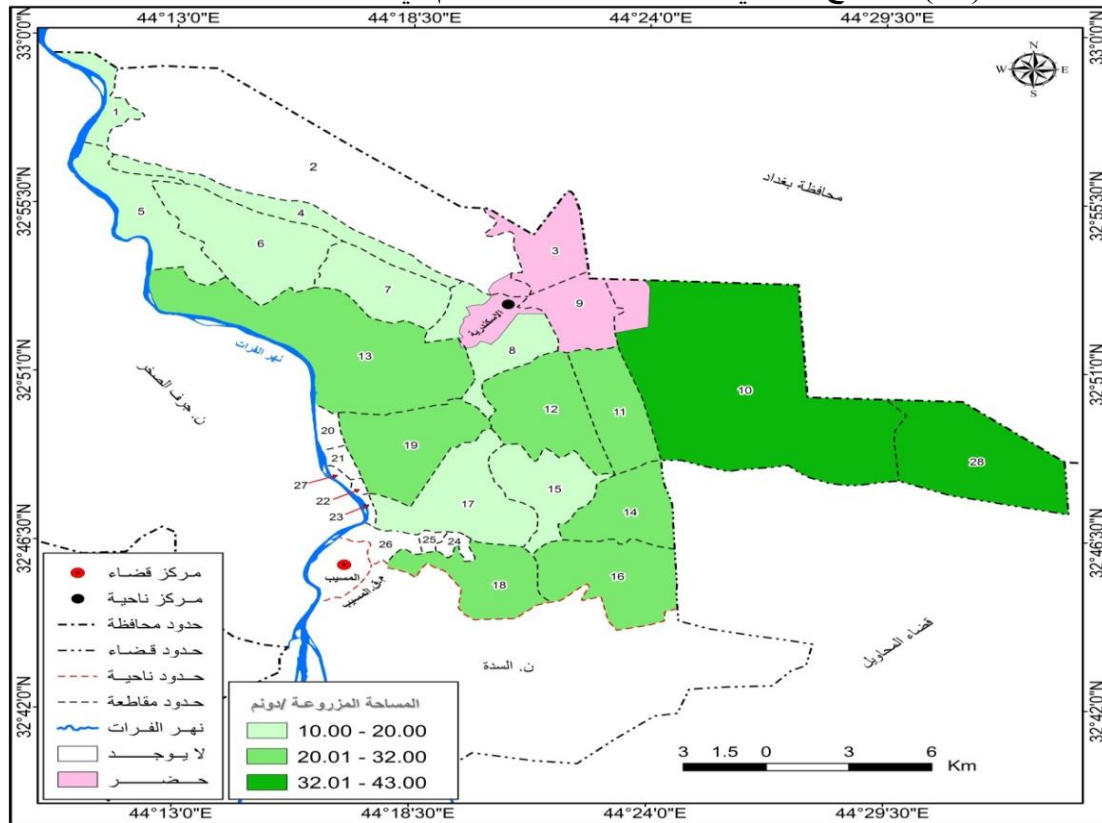 44°13'0"E 44°18'30"E 44°24'0"E 44°29'30"E
33°0'0"N
33°0'0"N
N
W E
S
1
2
محافظة بغداد
32°55'30"N
32°55'30"N
4
5
6
3
7
9
الاسكندرية
8
نهر الفرات
13
32°51'0"N
32°51'0"N
ن. جرف الصخر
10
12
11
20
19
21
28
27
22
15
17
23
14
32°46'30"N
32°46'30"N
26
25
24
المسيب
م.ق. المسيب
18
16
ن. السدة
قضاء المحاويل
32°42'0"N
32°42'0"N
مركز قضاء
مركز ناحية
حدود محافظة
حدود قضاء
حدود ناحية
حدود مقاطعة
نهر الفرات
لا يوجد
حضر
المساحة المزروعة /دونم
10.00 - 20.00
20.01 - 32.00
32.01 - 43.00
3 1.5 0 3 6
Km
44°13'0"E 44°18'30"E 44°24'0"E 44°29'30"E